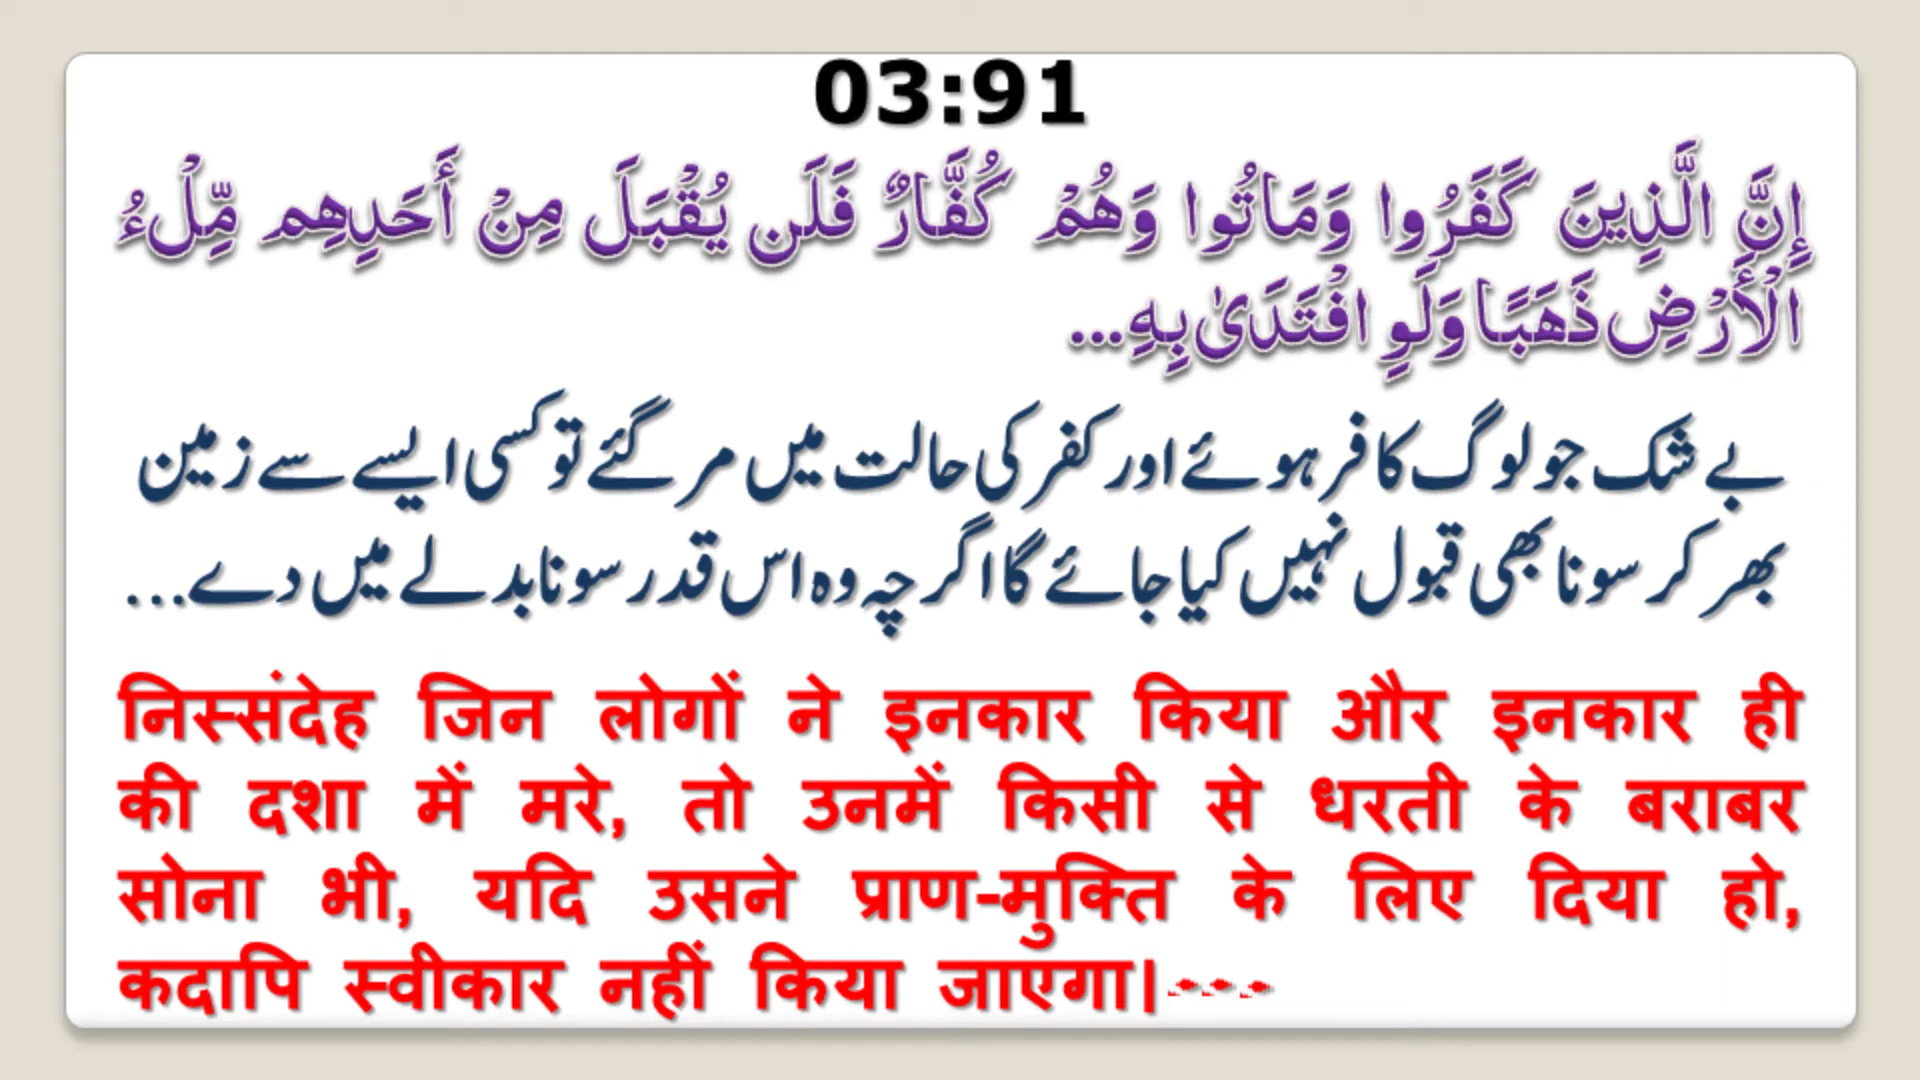 03:91
إِنَّ الَّذِينَ كَفَرُوا وَمَاتُوا وَهُمْ كُفَّارٌ فَلَن يُقْبَلَ مِنْ أَحَدِهِم مِّلْءُ
الْأَرْضِ ذَهَبًا وَلَوِ افْتَدَىٰ بِهِ...
بے شک جو لوگ کافر ہوئے اور کفر کی حالت میں مر گئے تو کسی ایسے سے زمین
بھر کر سونا بھی قبول نہیں کیا جائے گا اگرچہ وہ اس قدر سونا بدلے میں دے...
निस्संदेह जिन लोगों ने इनकार किया और इनकार ही
की दशा में मरे, तो उनमें किसी से धरती के बराबर
सोना भी, यदि उसने प्राण-मुक्ति के लिए दिया हो,
कदापि स्वीकार नहीं किया जाएगा।---